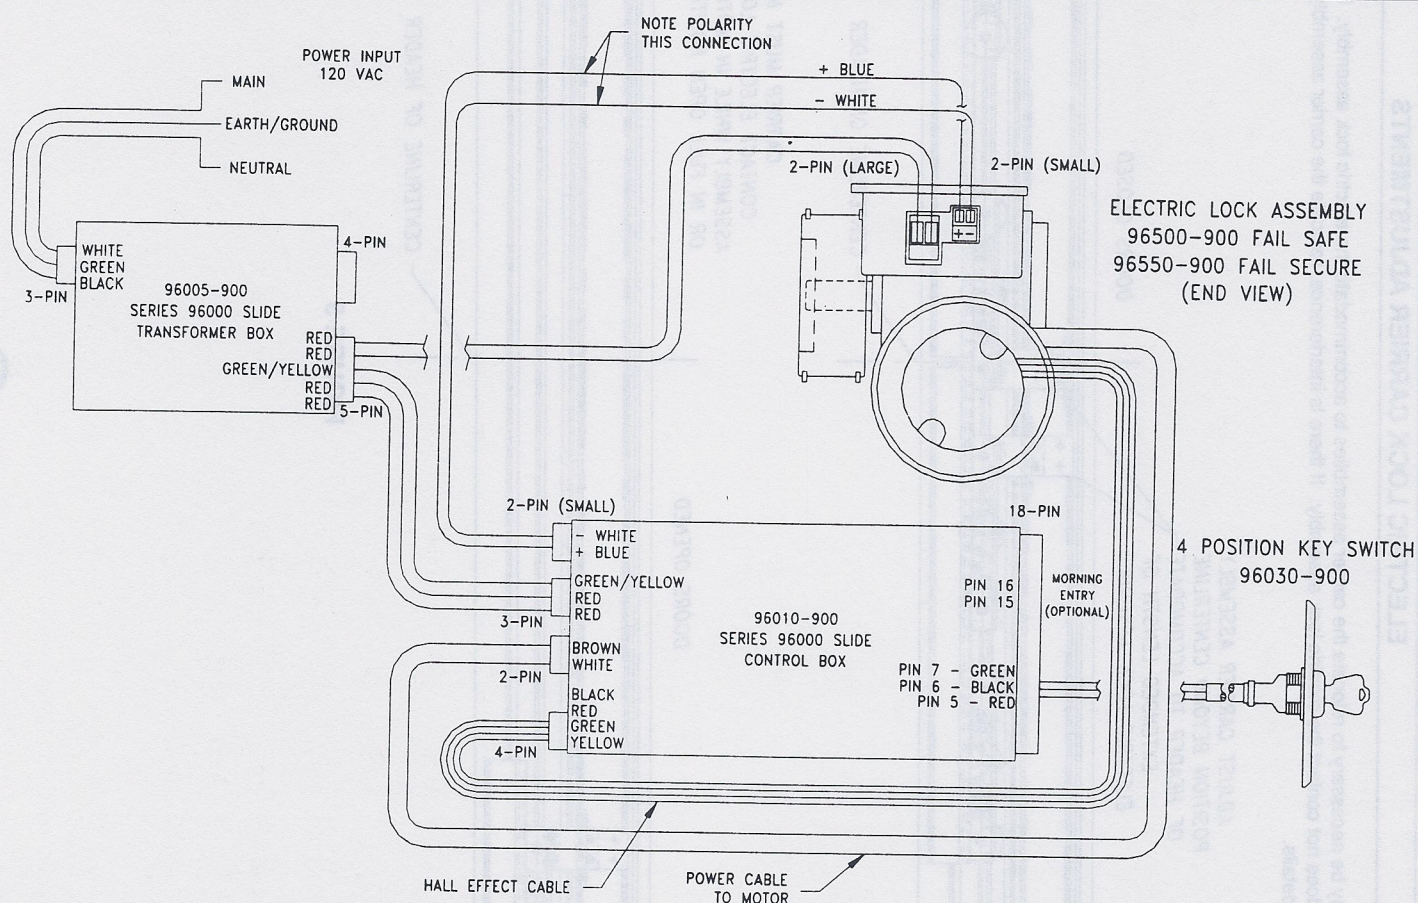 NOTE POLARITY
THIS CONNECTION
POWER INPUT
120 VAC
MAIN
EARTH/GROUND
NEUTRAL
+ BLUE
- WHITE
2-PIN (LARGE)
2-PIN (SMALL)
+ -
ELECTRIC LOCK ASSEMBLY
96500-900 FAIL SAFE
96550-900 FAIL SECURE
(END VIEW)
WHITE
GREEN
BLACK
3-PIN
4-PIN
96005-900
SERIES 96000 SLIDE
TRANSFORMER BOX
RED
RED
GREEN/YELLOW
RED
RED
5-PIN
2-PIN (SMALL)
- WHITE
+ BLUE
GREEN/YELLOW
RED
RED
3-PIN
BROWN
WHITE
2-PIN
BLACK
RED
GREEN
YELLOW
4-PIN
96010-900
SERIES 96000 SLIDE
CONTROL BOX
18-PIN
PIN 16
PIN 15
MORNING
ENTRY
(OPTIONAL)
PIN 7 - GREEN
PIN 6 - BLACK
PIN 5 - RED
4 POSITION KEY SWITCH
96030-900
HALL EFFECT CABLE
POWER CABLE
TO MOTOR